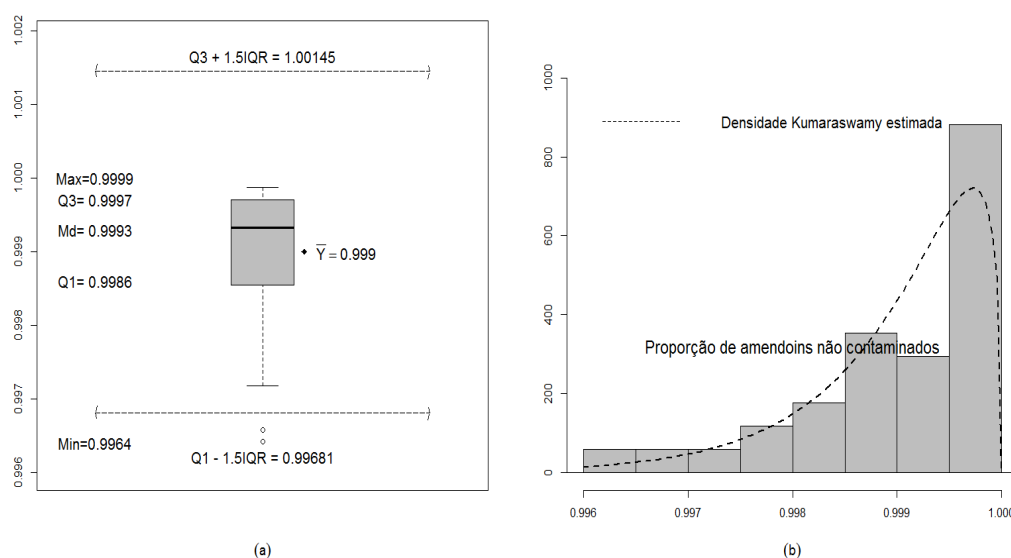 1.002
1.001
1.000
0.999
0.998
0.997
0.996
Q3 + 1.5IQR = 1.00145
Max=0.9999
Q3= 0.9997
Md= 0.9993
Y̅ = 0.999
Q1= 0.9986
Min=0.9964
Q1 - 1.5IQR = 0.99681
(a)
1000
800
600
400
200
0
Densidade Kumaraswamy estimada
Proporção de amendoins não contaminados
0.996 0.997 0.998 0.999 1.000
(b)